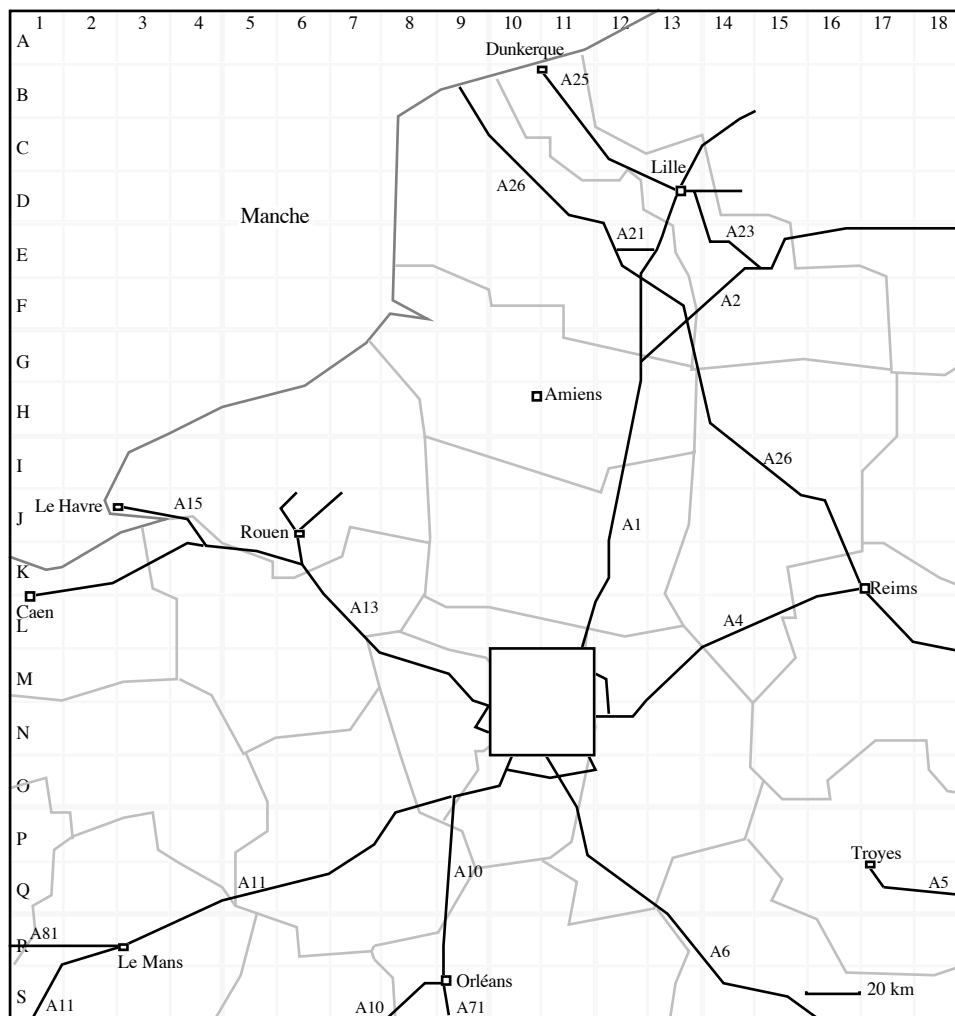 1 2 3 4 5 6 7 8 9 10 11 12 13 14 15 16 17 18
A
Dunkerque
A25
B
C
Lille
A26
D
Manche
A21
A23
E
A2
F
G
Amiens
H
I
A26
Le Havre
A15
J
Rouen
A1
K
Reims
Caen
A13
L
A4
M
N
O
P
Troyes
A10
Q
A11
A5
A81
R
Le Mans
A6
Orléans
20 km
S
A11
A10
A71